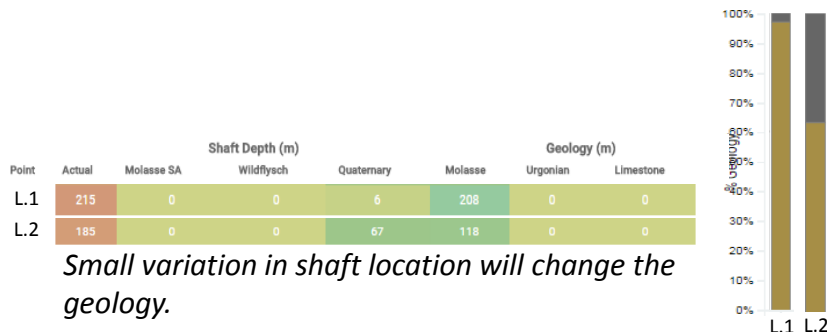 Shaft Depth (m) Geology (m)
Point Actual Molasse SA Wildflysch Quaternary Molasse Urgonian Limestone
L.1 215 0 0 6 208 0 0
L.2 185 0 0 67 118 0 0
Small variation in shaft location will change the
geology.
100%
90%
80%
70%
60%
50%
40%
30%
20%
10%
0%
% Geology
L.1 L.2